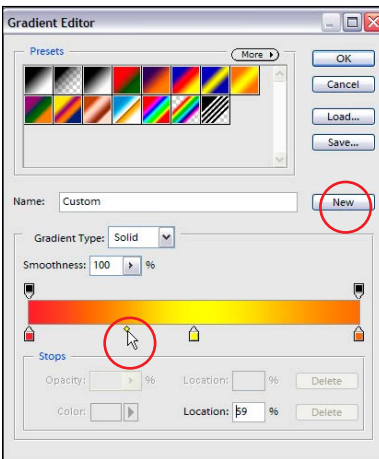 Gradient Editor
Presets
More
OK
Cancel
Load...
Save...
Name: Custom
New
Gradient Type: Solid
Smoothness: 100 %
Stops
Opacity: % Location: % Delete
Color: Location: 69 % Delete